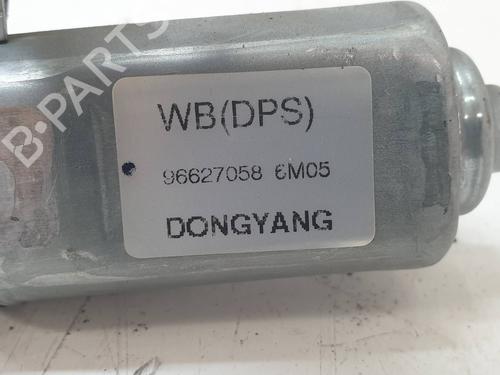 B-PARTS
WB(DPS)
96627058 6M05
DONGYANG